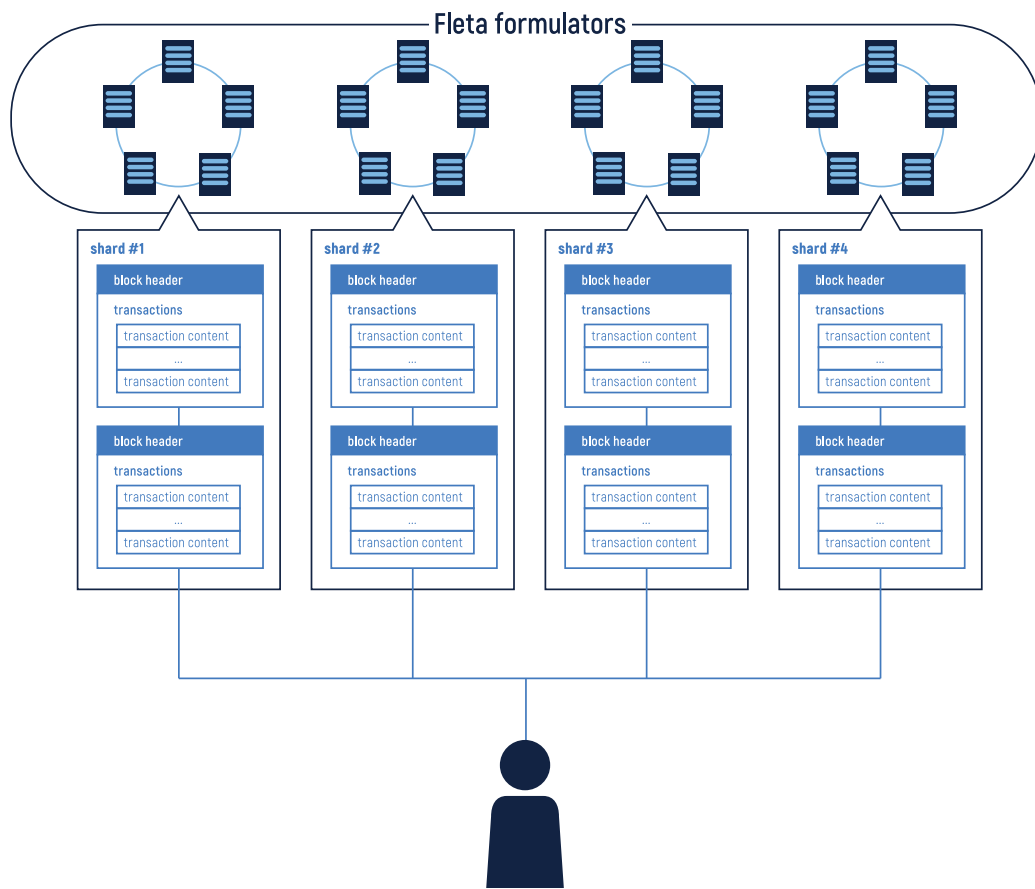 Fleta formulators
shard #1
block header
transactions
transaction content
...
transaction content
block header
transactions
transaction content
...
transaction content
shard #2
block header
transactions
transaction content
...
transaction content
block header
transactions
transaction content
...
transaction content
shard #3
block header
transactions
transaction content
...
transaction content
block header
transactions
transaction content
...
transaction content
shard #4
block header
transactions
transaction content
...
transaction content
block header
transactions
transaction content
...
transaction content